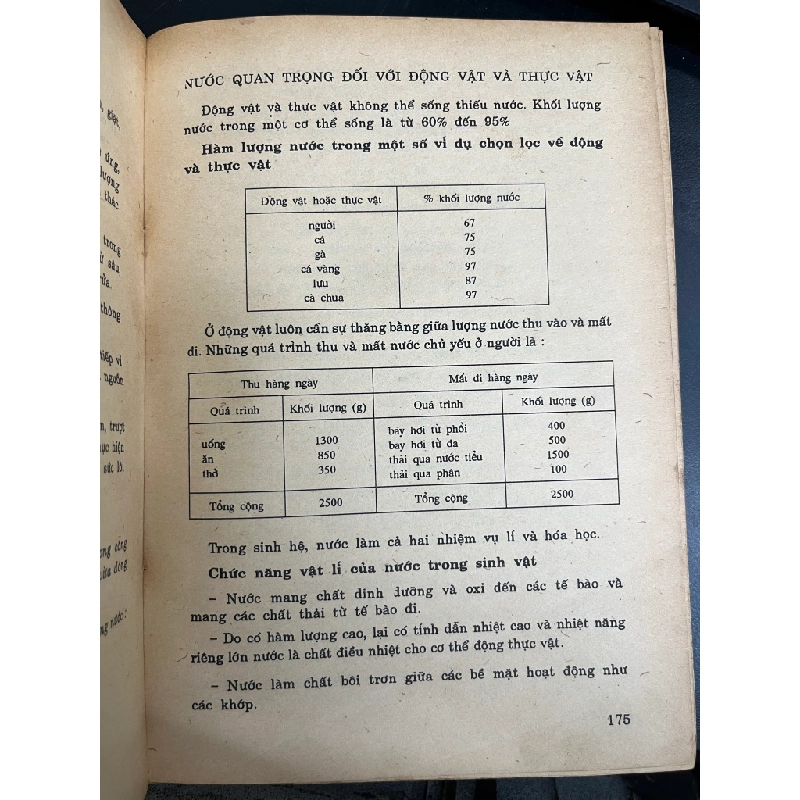 NƯỚC QUAN TRỌNG ĐỐI VỚI ĐỘNG VẬT VÀ THỰC VẬT
Động vật và thưc vật không thể sống thiếu nước. Khối lượng
nước trong một cơ thể sống là từ 60% đến 95%
Hàm lượng nước trong một số ví dụ chọn lọc về động
và thực vật
Động vật hoặc thực vật % khối lượng nước
người 67
cá 75
gà 75
cá vàng 97
lưu 87
cà chua 97
Ở động vật luôn cần sự thăng bằng giữa lượng nước thu vào và mất
đi. Những quá trình thu và mất nước chủ yếu ở người là :
Thu hàng ngày Mất đi hàng ngày
Quá trình Khối lượng (g) Quá trình Khối lượng (g)
uống 1300 bay hơi từ phổi 400
ăn 850 bay hơi từ da 500
thở 350 thải qua nước tiểu 1500
thải qua phân 100
Tổng cộng 2500 Tổng cộng 2500
Trong sinh hệ, nước làm cả hai nhiệm vụ lí và hóa học.
Chức năng vật lí của nước trong sinh vật
– Nước mang chất dinh dưỡng và oxi đến các tế bào và
mang các chất thải từ tế bào đi.
– Do có hàm lượng cao, lại có tính dẫn nhiệt cao và nhiệt năng
riêng lớn nước là chất điều nhiệt cho cơ thể động thực vật.
– Nước làm chất bôi trơn giữa các bề mặt hoạt động như
các khớp.
175